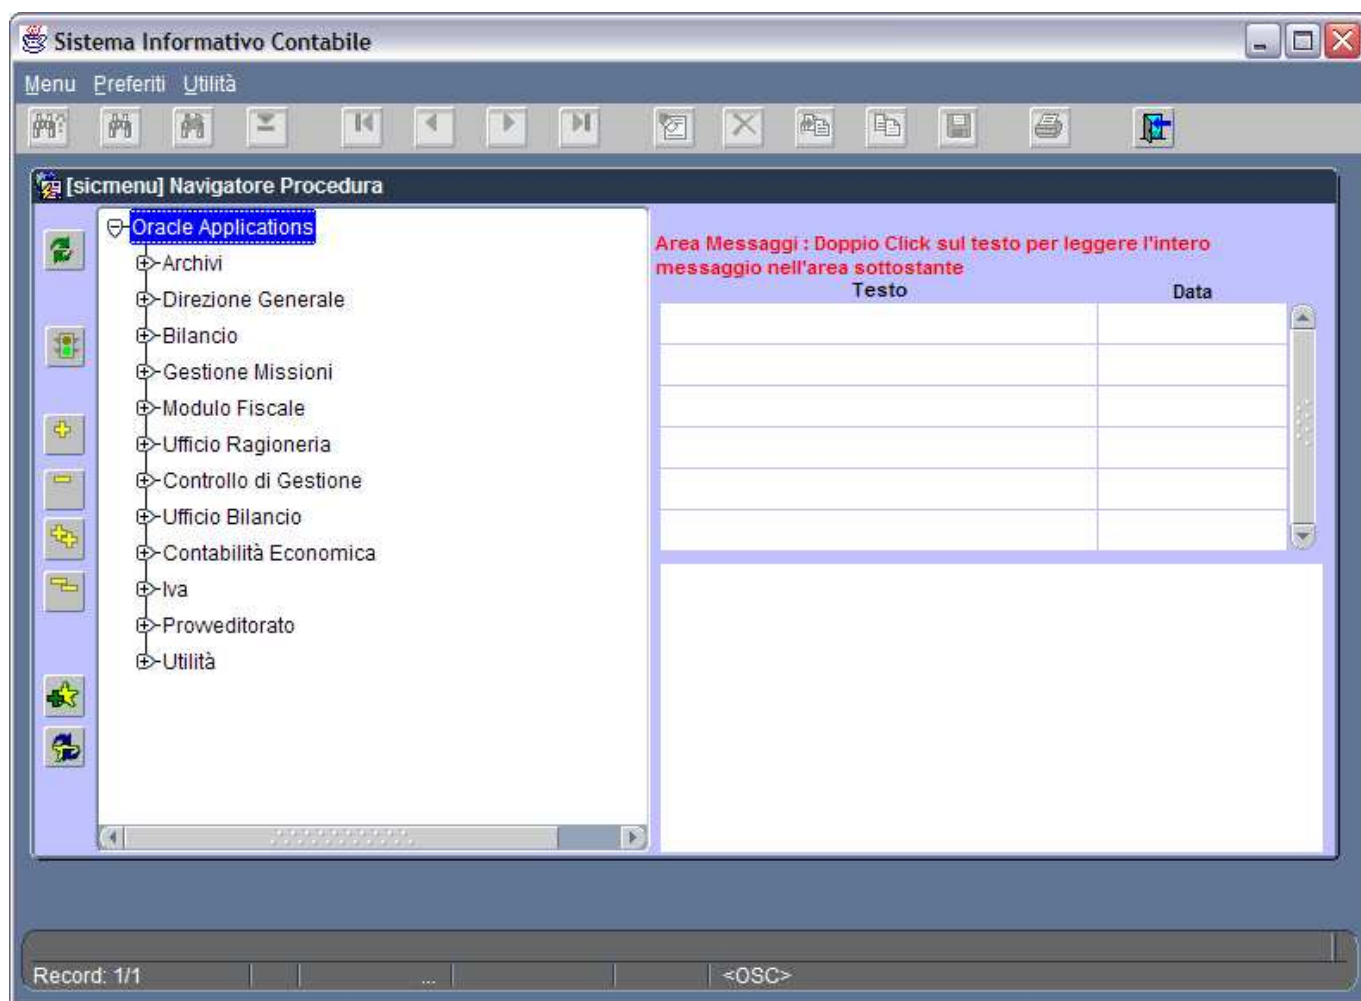 Sistema Informativo Contabile
Menu Preferiti Utilità
[sicmenu] Navigatore Procedura
Oracle Applications
Archivi
Direzione Generale
Bilancio
Gestione Missioni
Modulo Fiscale
Ufficio Ragioneria
Controllo di Gestione
Ufficio Bilancio
Contabilità Economica
Iva
Provveditorato
Utilità
Area Messaggi : Doppio Click sul testo per leggere l'intero
messaggio nell'area sottostante
Testo Data
Record: 1/1 ... <OSC>